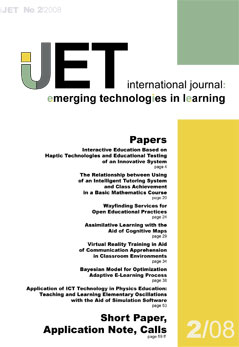 iJET No 2/2008
iJET
international journal:
emerging technologies in learning
Papers
Interactive Education Based on
Haptic Technologies and Educational Testing
of an Innovative System
page 4
The Relationship between Using
of an Intelligent Tutoring System
and Class Achievement
in a Basic Mathematics Course
page 20
Wayfinding Services for
Open Educational Practices
page 24
Assimilative Learning with the
Aid of Cognitive Maps
page 29
Virtual Reality Training in Aid
of Communication Apprehension
in Classroom Environments
page 34
Bayesian Model for Optimization
Adaptive E-Learning Process
page 38
Application of ICT Technology in Physics Education:
Teaching and Learning Elementary Oscillations
with the Aid of Simulation Software
page 53
Short Paper,
Application Note, Calls
page 59 ff
2/08